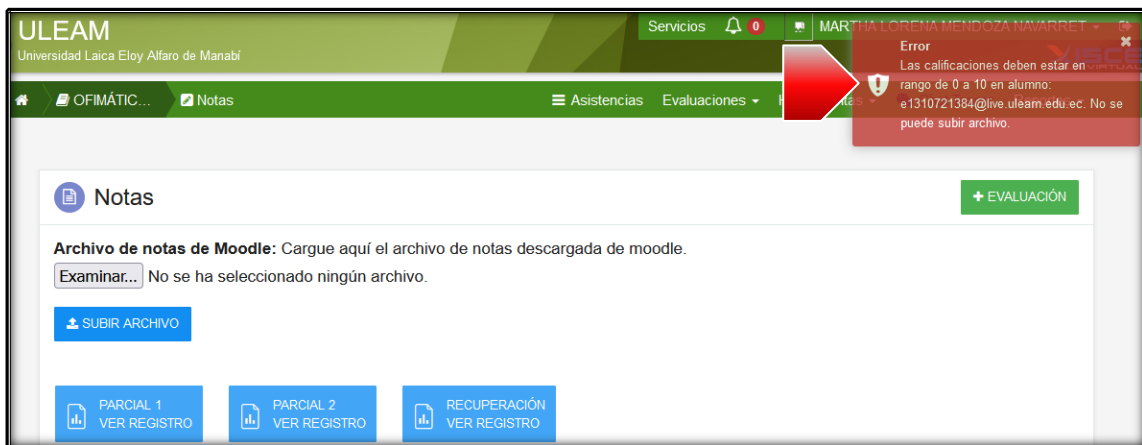 ULEAM
Universidad Laica Eloy Alfaro de Manabí
Servicios 0 MARTHA LORENA MENDOZA NAVARRET
OFIMÁTIC... Notas Asistencias Evaluaciones
Error
Las calificaciones deben estar en
rango de 0 a 10 en alumno:
e1310721384@live.uleam.edu.ec. No se
puede subir archivo.
Notas
+ EVALUACIÓN
Archivo de notas de Moodle: Cargue aquí el archivo de notas descargada de moodle.
Examinar... No se ha seleccionado ningún archivo.
SUBIR ARCHIVO
PARCIAL 1
VER REGISTRO
PARCIAL 2
VER REGISTRO
RECUPERACIÓN
VER REGISTRO